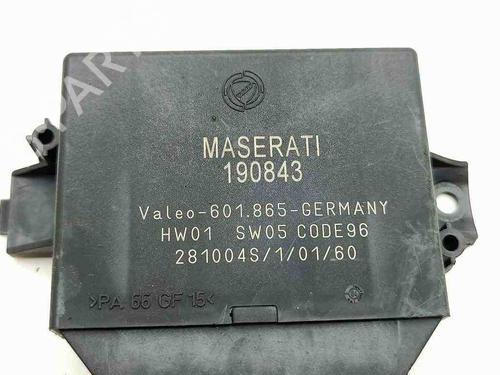 MASERATI
190843
Valeo-601.865-GERMANY
HW01 SW05 CODE96
281004S/1/01/60
>PA 66 GF 15<